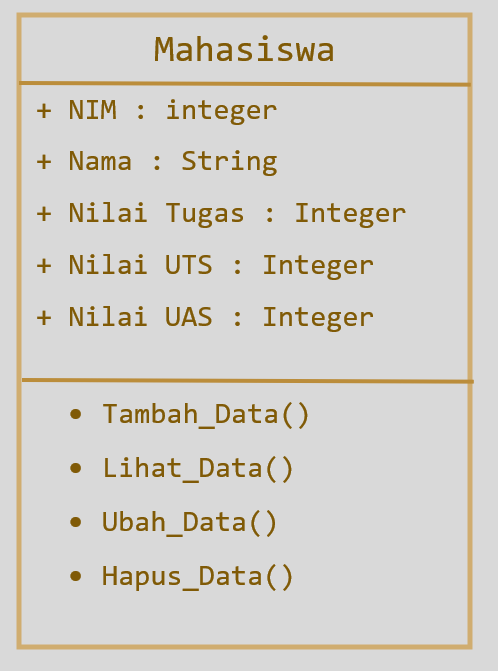 Mahasiswa
+ NIM : integer
+ Nama : String
+ Nilai Tugas : Integer
+ Nilai UTS : Integer
+ Nilai UAS : Integer
• Tambah_Data()
• Lihat_Data()
• Ubah_Data()
• Hapus_Data()